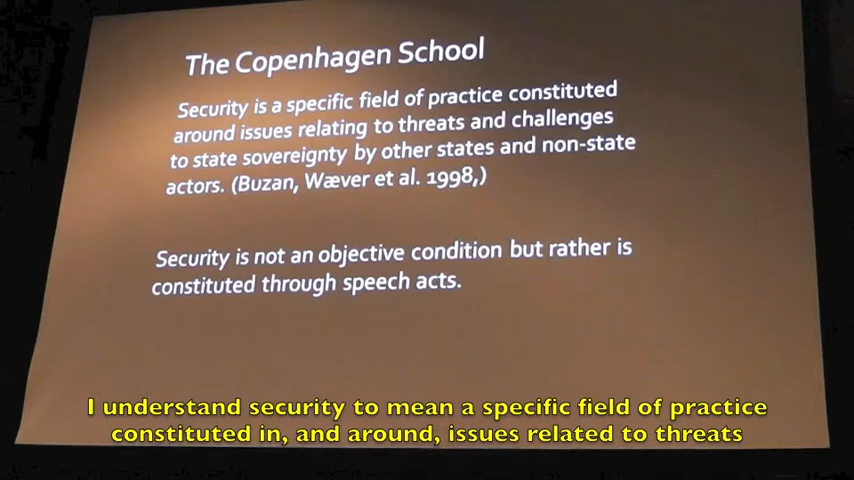 The Copenhagen School
Security is a specific field of practice constituted
around issues relating to threats and challenges
to state sovereignty by other states and non-state
actors. (Buzan, Wæver et al. 1998,)
Security is not an objective condition but rather is
constituted through speech acts.
I understand security to mean a specific field of practice
constituted in, and around, issues related to threats